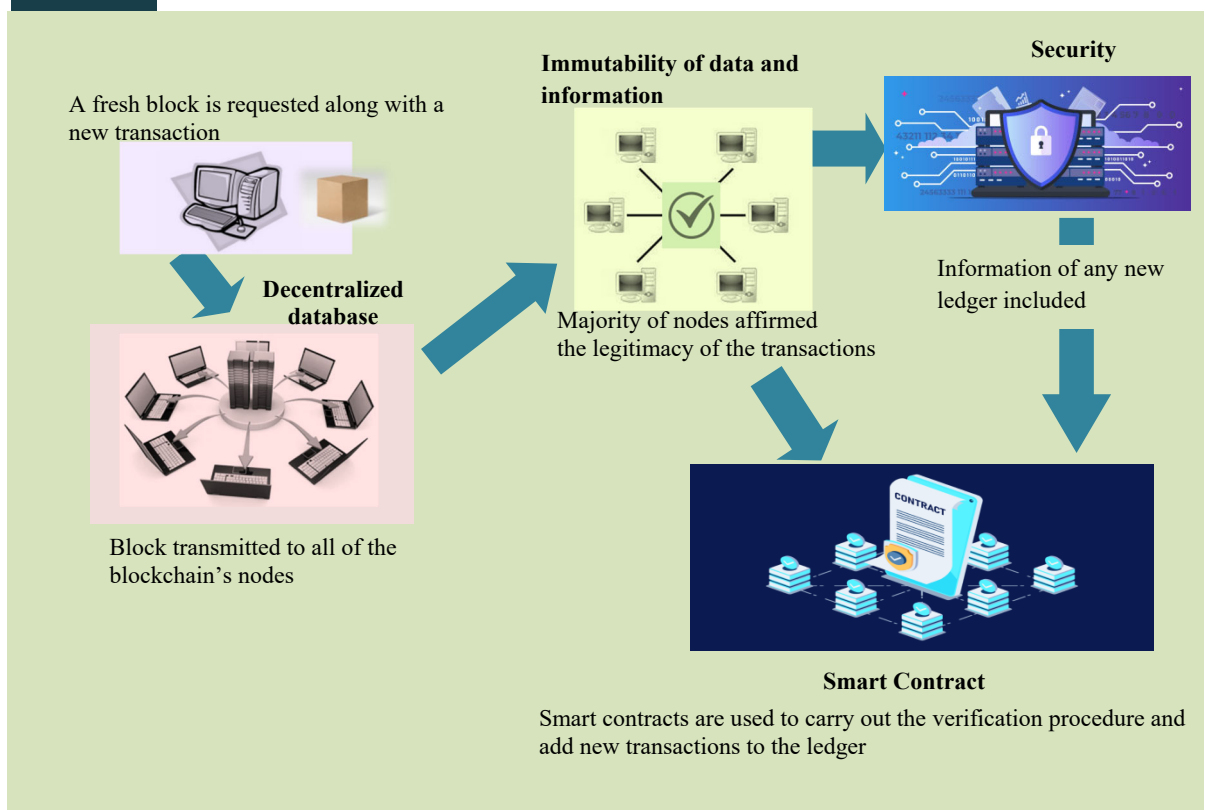 A fresh block is requested along with a
new transaction
Decentralized
database
Block transmitted to all of the
blockchain's nodes
Immutability of data and
information
Majority of nodes affirmed
the legitimacy of the transactions
Security
Information of any new
ledger included
CONTRACT
Smart Contract
Smart contracts are used to carry out the verification procedure and
add new transactions to the ledger